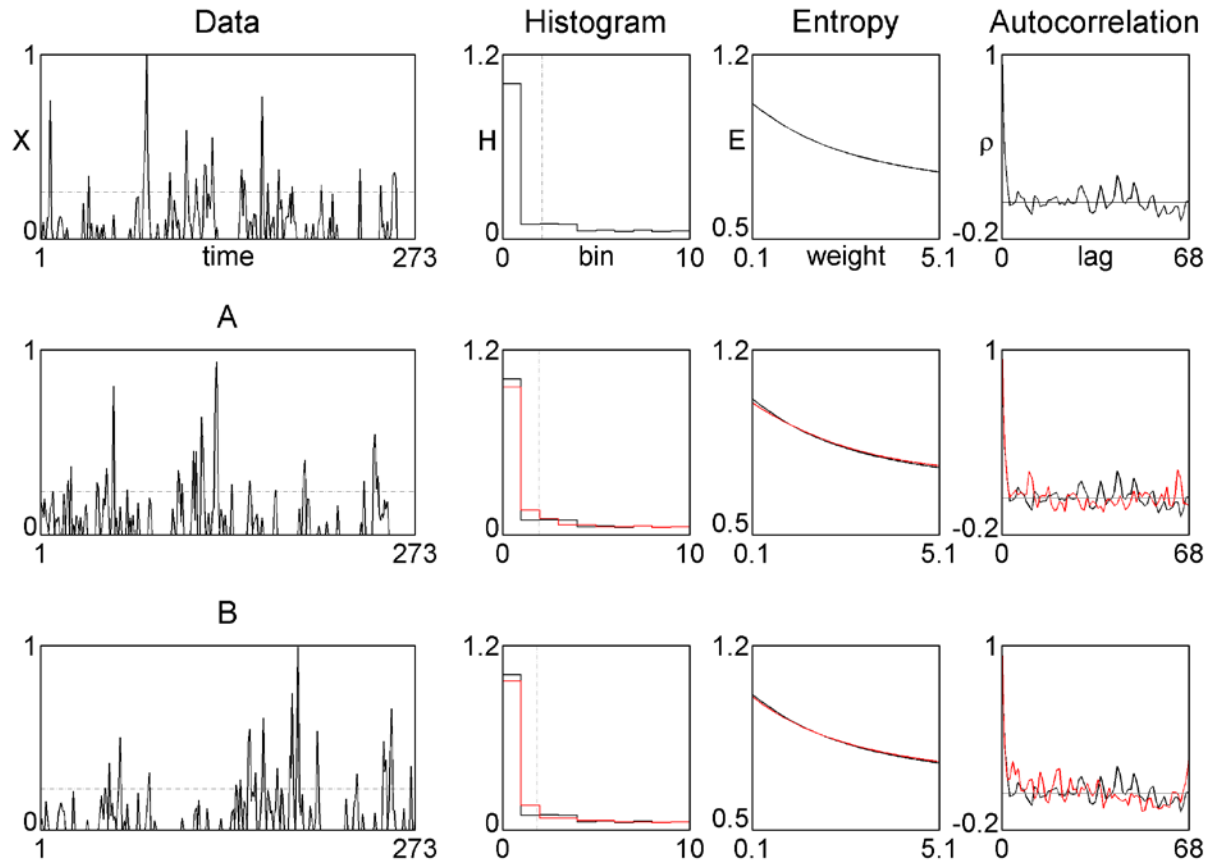 Data Histogram Entropy Autocorrelation
1 1.2 1.2 1
X H E ρ
0 0 0.5 -0.2
1 time 273 0 bin 10 0.1 weight 5.1 0 lag 68
A
1 1.2 1.2 1
0 0 0.5 -0.2
1 273 0 10 0.1 5.1 0 68
B
1 1.2 1.2 1
0 0 0.5 -0.2
1 273 0 10 0.1 5.1 0 68